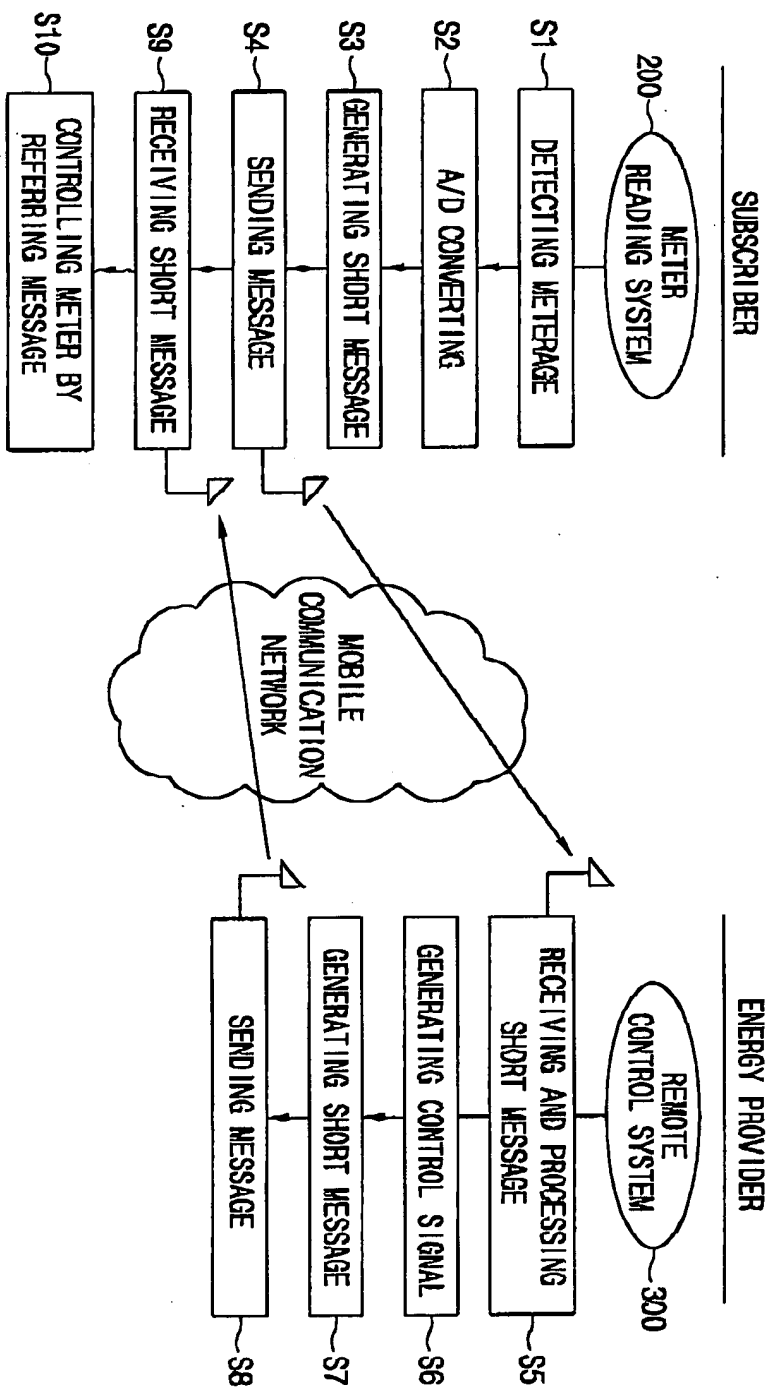 SUBSCRIBER
200
METER
READING SYSTEM
S1
DETECTING METERAGE
S2
A/D CONVERTING
S3
GENERATING SHORT MESSAGE
S4
SENDING MESSAGE
S9
RECEIVING SHORT MESSAGE
S10
CONTROLLING METER BY
REFERRING MESSAGE
MOBILE
COMMUNICATION
NETWORK
ENERGY PROVIDER
REMOTE
CONTROL SYSTEM
300
RECEIVING AND PROCESSING
SHORT MESSAGE
S5
GENERATING CONTROL SIGNAL
S6
GENERATING SHORT MESSAGE
S7
SENDING MESSAGE
S8